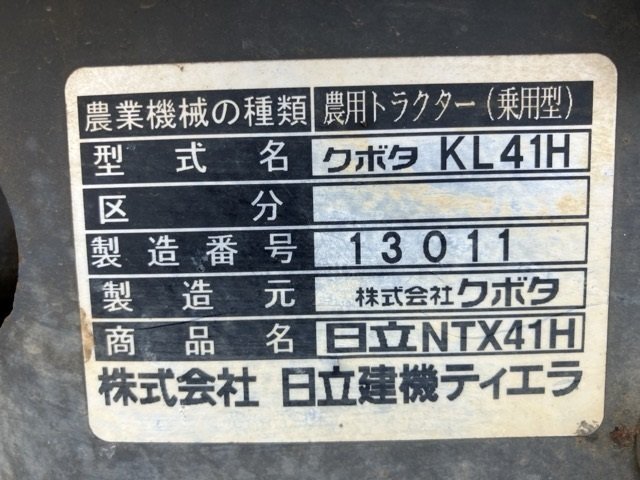 農業機械の種類 農用トラクター(乗用型)
型式名 クボタ KL41H
区分
製造番号 13011
製造元 株式会社クボタ
商品名 日立NTX41H
株式会社 日立建機ティエラ